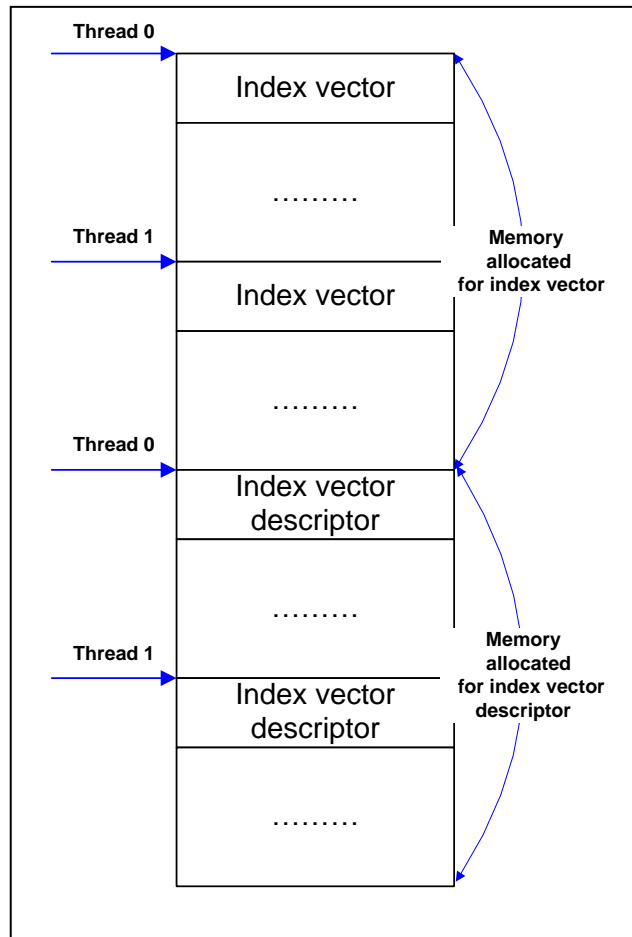 Thread 0
Index vector
.........
Thread 1
Memory
allocated
for index vector
Index vector
.........
Thread 0
Index vector
descriptor
.........
Thread 1
Memory
allocated
for index vector
descriptor
Index vector
descriptor
.........